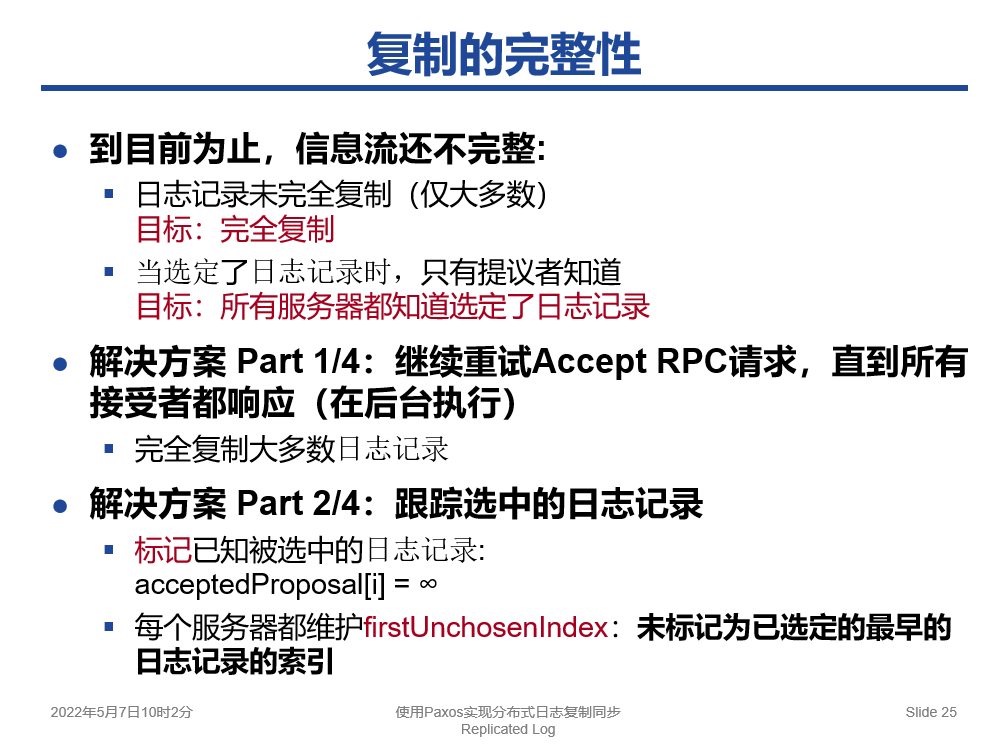 复制的完整性
到目前为止，信息流还不完整:
日志记录未完全复制（仅大多数）
目标：完全复制
当选定了日志记录时，只有提议者知道
目标：所有服务器都知道选定了日志记录
解决方案 Part 1/4：继续重试Accept RPC请求，直到所有
接受者都响应（在后台执行）
完全复制大多数日志记录
解决方案 Part 2/4：跟踪选中的日志记录
标记已知被选中的日志记录:
acceptedProposal[i] = ∞
每个服务器都维护firstUnchosenIndex：未标记为已选定的最早的
日志记录的索引
2022年5月7日10时2分
使用Paxos实现分布式日志复制同步
Replicated Log
Slide 25